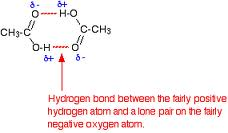 δ- δ+
O HO
CH₃-C C-CH₃
O-H O
δ+ δ-
Hydrogen bond between the fairly positive
hydrogen atom and a lone pair on the fairly
negative oxygen atom.